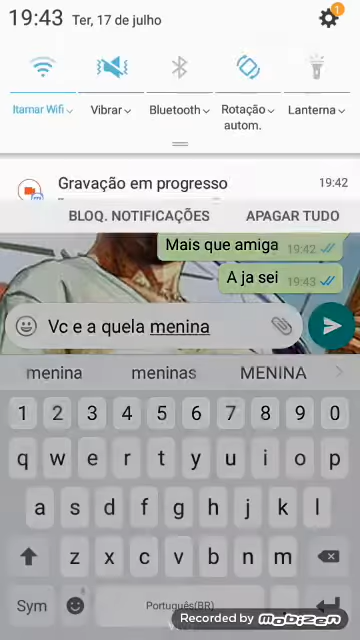 19:43 Ter, 17 de julho
1
Itamar Wifi Vibrar Bluetooth Rotação autom. Lanterna
Gravação em progresso 19:42
BLOQ. NOTIFICAÇÕES APAGAR TUDO
Mais que amiga 19:42
A ja sei 19:43
Vc e a quela menina
menina meninas MENINA
1 2 3 4 5 6 7 8 9 0
q w e r t y u i o p
a s d f g h j k l
z x c v b n m
Sym Português(BR)
Recorded by MOBIZEN